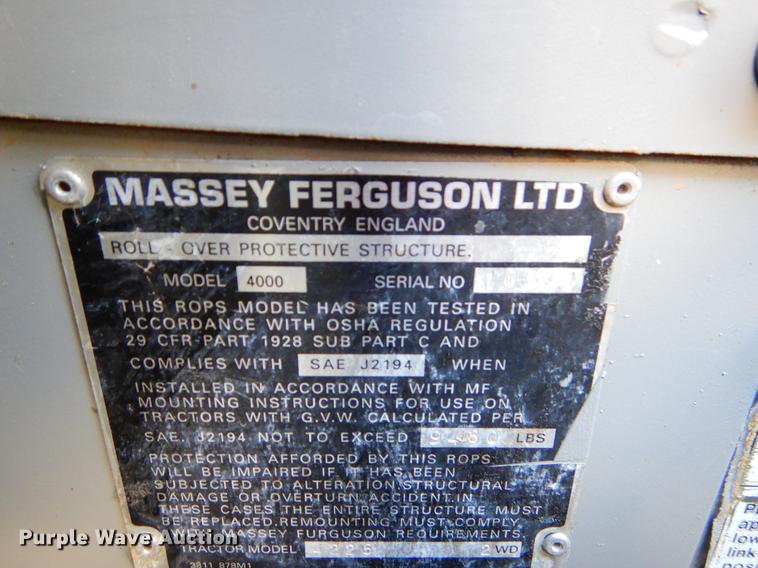 MASSEY FERGUSON LTD
COVENTRY ENGLAND
ROLL-OVER PROTECTIVE STRUCTURE.
MODEL 4000 SERIAL NO
THIS ROPS MODEL HAS BEEN TESTED IN
ACCORDANCE WITH OSHA REGULATION
29 CFR-PART 1928 SUB PART C AND
COMPLIES WITH SAE J2194 WHEN
INSTALLED IN ACCORDANCE WITH MF
MOUNTING INSTRUCTIONS FOR USE ON
TRACTORS WITH G.V.W. CALCULATED PER
SAE. J2194 NOT TO EXCEED LBS
PROTECTION AFFORDED BY THIS ROPS
WILL BE IMPAIRED IF IT HAS BEEN
SUBJECTED TO ALTERATION, STRUCTURAL
DAMAGE OR OVERTURN ACCIDENT. IN
THESE CASES THE ENTIRE STRUCTURE MUST
BE REPLACED. REMOUNTING MUST COMPLY
WITH MASSEY FERGUSON REQUIREMENTS.
TRACTOR MODEL 2WD
3811 878M1
Purple Wave Auction
low
link